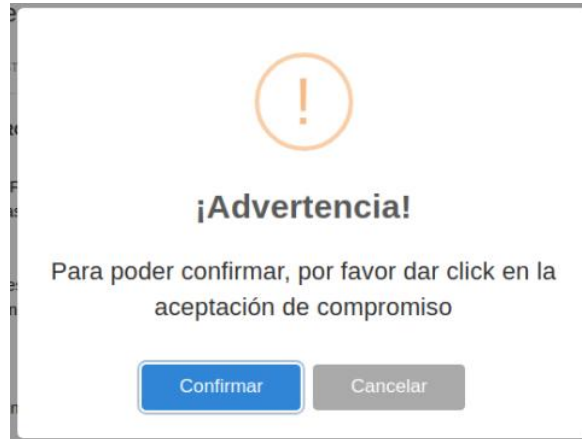 !
¡Advertencia!
Para poder confirmar, por favor dar click en la
aceptación de compromiso
Confirmar
Cancelar